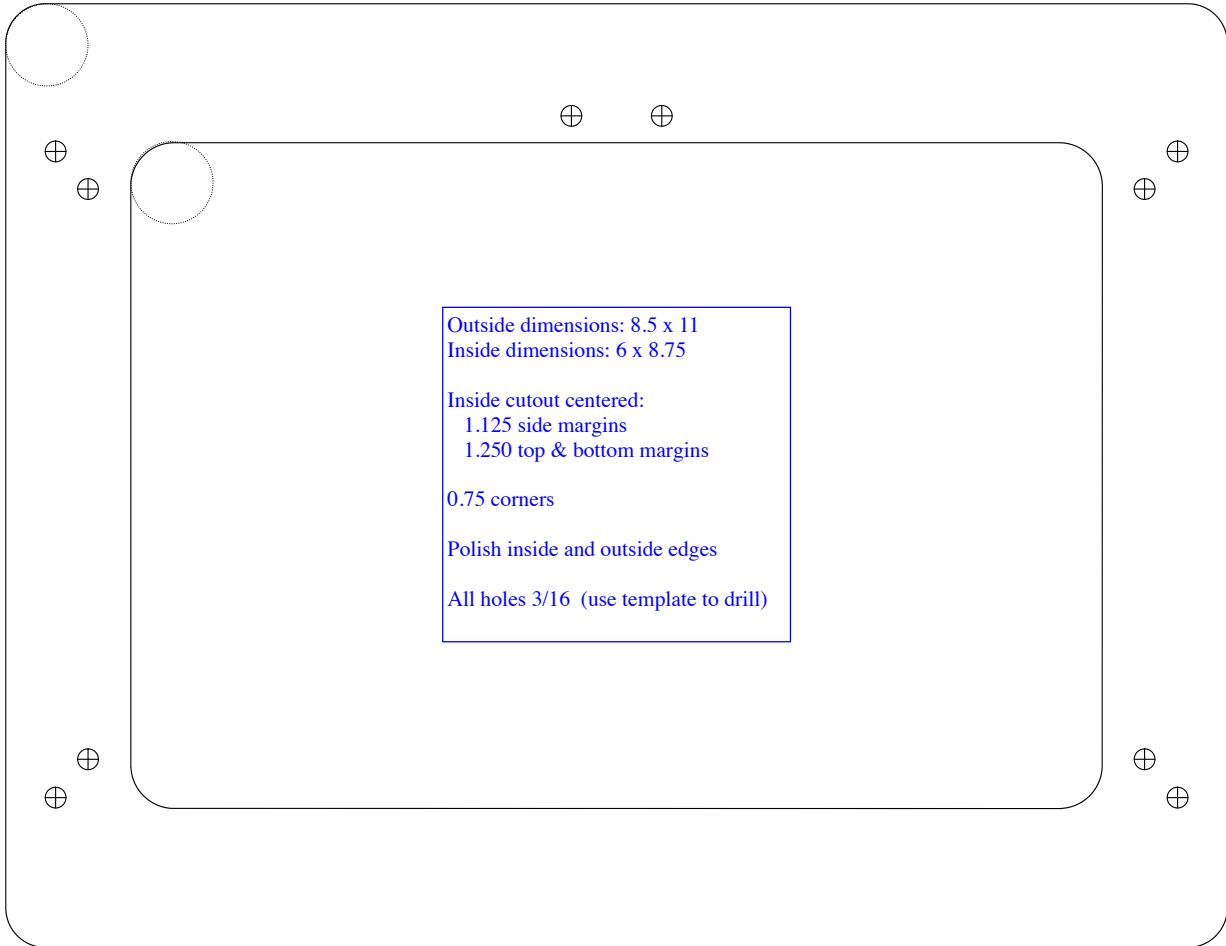 Outside dimensions: 8.5 x 11
Inside dimensions: 6 x 8.75
Inside cutout centered:
1.125 side margins
1.250 top & bottom margins
0.75 corners
Polish inside and outside edges
All holes 3/16  (use template to drill)